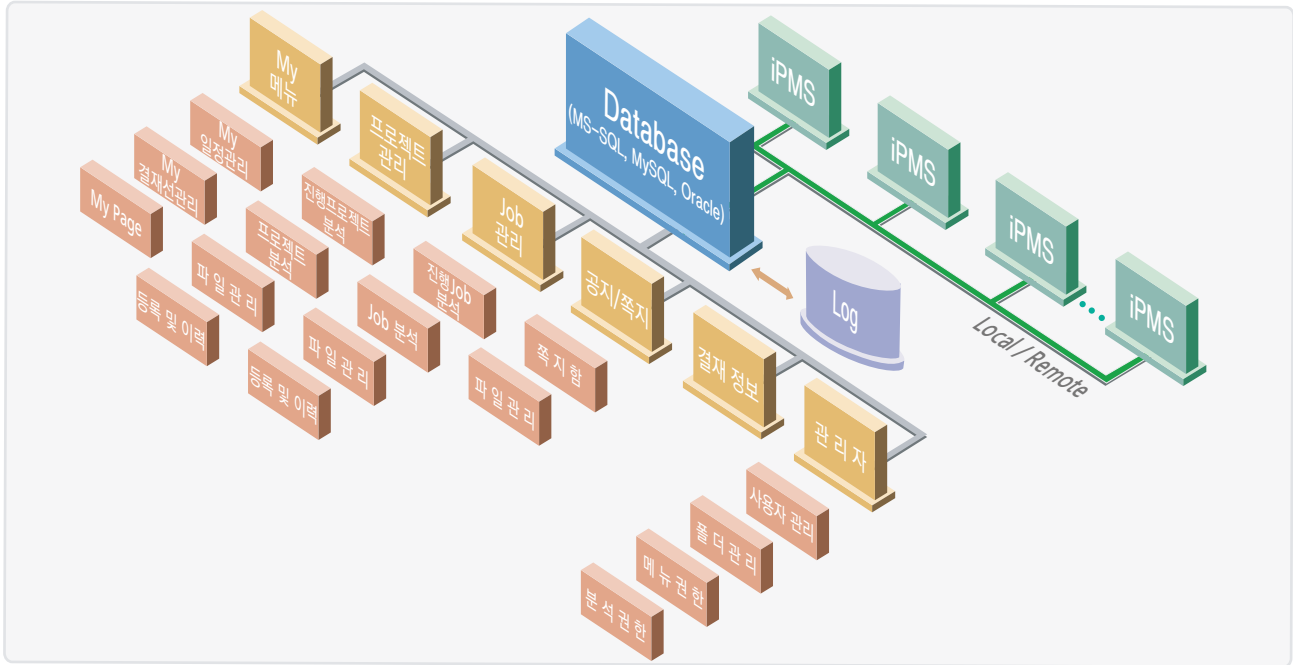 My
메뉴
My
일정관리
My
결재선관리
My Page
프로젝트
관리
진행프로젝트
분석
프로젝트
분석
파 일 관 리
등록 및 이력
Job
관리
진행Job
분석
Job 분석
파 일 관 리
등록 및 이력
공지/쪽지
쪽 지 함
파 일 관 리
결재 정보
관 리 자
사용자 관리
폴 더 관 리
메 뉴 권 한
분 석 권 한
Database
(MS-SQL, MySQL, Oracle)
Log
iPMS
iPMS
iPMS
iPMS
Local / Remote